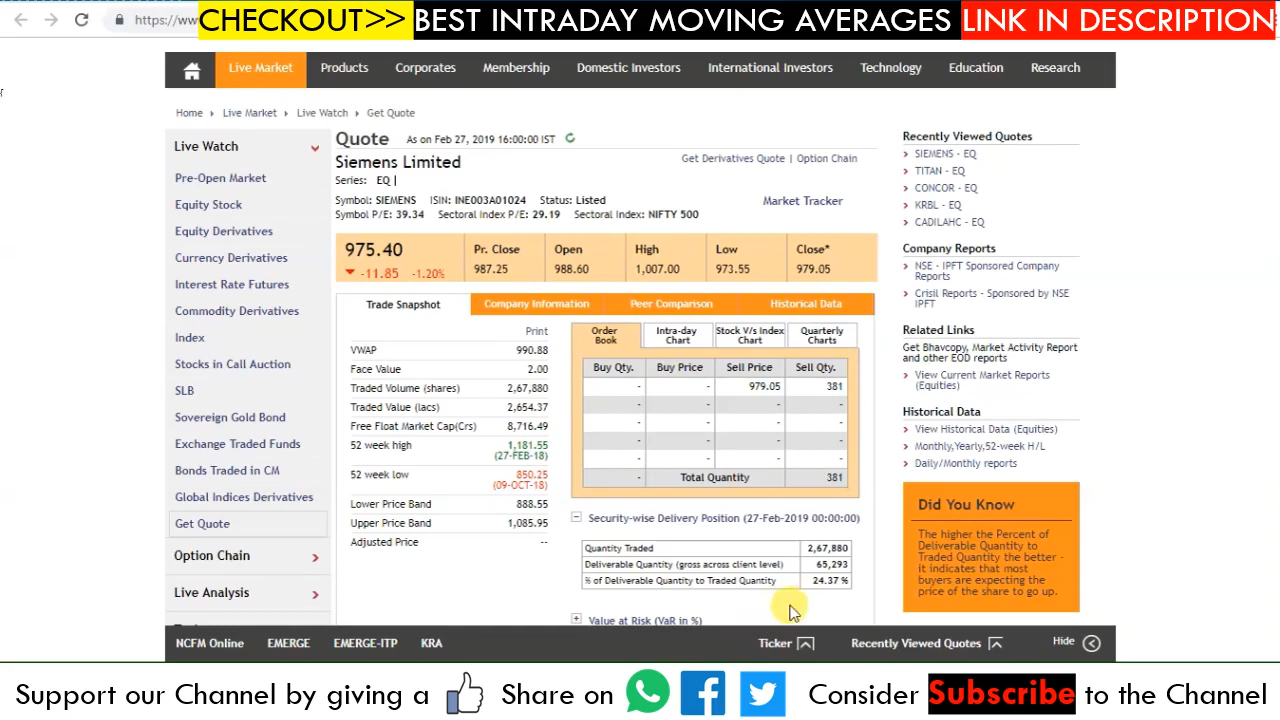 https://ww
CHECKOUT>> BEST INTRADAY MOVING AVERAGES LINK IN DESCRIPTION
Live Market Products Corporates Membership Domestic Investors International Investors Technology Education Research
Home › Live Market › Live Watch › Get Quote
Live Watch
Pre-Open Market
Equity Stock
Equity Derivatives
Currency Derivatives
Interest Rate Futures
Commodity Derivatives
Index
Stocks in Call Auction
SLB
Sovereign Gold Bond
Exchange Traded Funds
Bonds Traded in CM
Global Indices Derivatives
Get Quote
Option Chain
Live Analysis
Quote As on Feb 27, 2019 16:00:00 IST
Siemens Limited
Get Derivatives Quote | Option Chain
Series: EQ |
Symbol: SIEMENS ISIN: INE003A01024 Status: Listed
Market Tracker
Symbol P/E: 39.34 Sectoral Index P/E: 29.19 Sectoral Index: NIFTY 500
975.40 Pr. Close Open High Low Close*
-11.85 -1.20% 987.25 988.60 1,007.00 973.55 979.05
Trade Snapshot Company Information Peer Comparison Historical Data
Print
VWAP 990.88
Face Value 2.00
Traded Volume (shares) 2,67,880
Traded Value (lacs) 2,654.37
Free Float Market Cap(Crs) 8,716.49
52 week high 1,181.55
(27-FEB-18)
52 week low 850.25
(09-OCT-18)
Lower Price Band 888.55
Upper Price Band 1,085.95
Adjusted Price --
Order Book Intra-day Chart Stock V/s Index Chart Quarterly Charts
Buy Qty. Buy Price Sell Price Sell Qty.
- - 979.05 381
- - - -
- - - -
- - - -
- - - -
- Total Quantity 381
Security-wise Delivery Position (27-Feb-2019 00:00:00)
Quantity Traded 2,67,880
Deliverable Quantity (gross across client level) 65,293
% of Deliverable Quantity to Traded Quantity 24.37 %
Value at Risk (VaR in %)
Recently Viewed Quotes
SIEMENS - EQ
TITAN - EQ
CONCOR - EQ
KRBL - EQ
CADILAHC - EQ
Company Reports
NSE - IPFT Sponsored Company
Reports
Crisil Reports - Sponsored by NSE
IPFT
Related Links
Get Bhavcopy, Market Activity Report
and other EOD reports
View Current Market Reports
(Equities)
Historical Data
View Historical Data (Equities)
Monthly,Yearly,52-week H/L
Daily/Monthly reports
Did You Know
The higher the Percent of
Deliverable Quantity to
Traded Quantity the better -
it indicates that most
buyers are expecting the
price of the share to go up.
NCFM Online EMERGE EMERGE-ITP KRA Ticker Recently Viewed Quotes Hide
Support our Channel by giving a Share on Consider Subscribe to the Channel